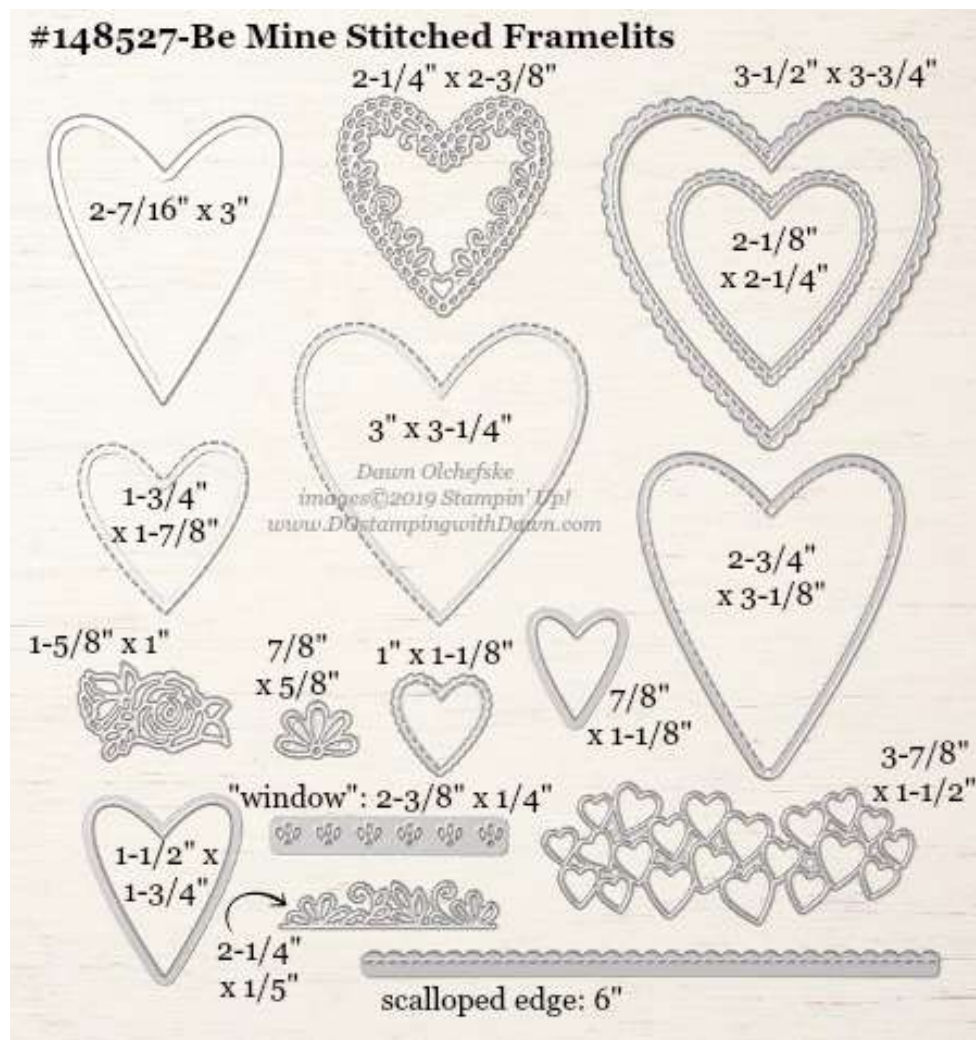 #148527-Be Mine Stitched Framelits
2-1/4" x 2-3/8"
3-1/2" x 3-3/4"
2-7/16" x 3"
2-1/8"
x 2-1/4"
3" x 3-1/4"
Dawn Olchefske
images©2019 Stampin' Up!
www.DOstampingwithDawn.com
1-3/4"
x 1-7/8"
2-3/4"
x 3-1/8"
1-5/8" x 1"
7/8"
x 5/8"
1" x 1-1/8"
7/8"
x 1-1/8"
3-7/8"
x 1-1/2"
"window": 2-3/8" x 1/4"
1-1/2" x
1-3/4"
2-1/4"
x 1/5"
scalloped edge: 6"